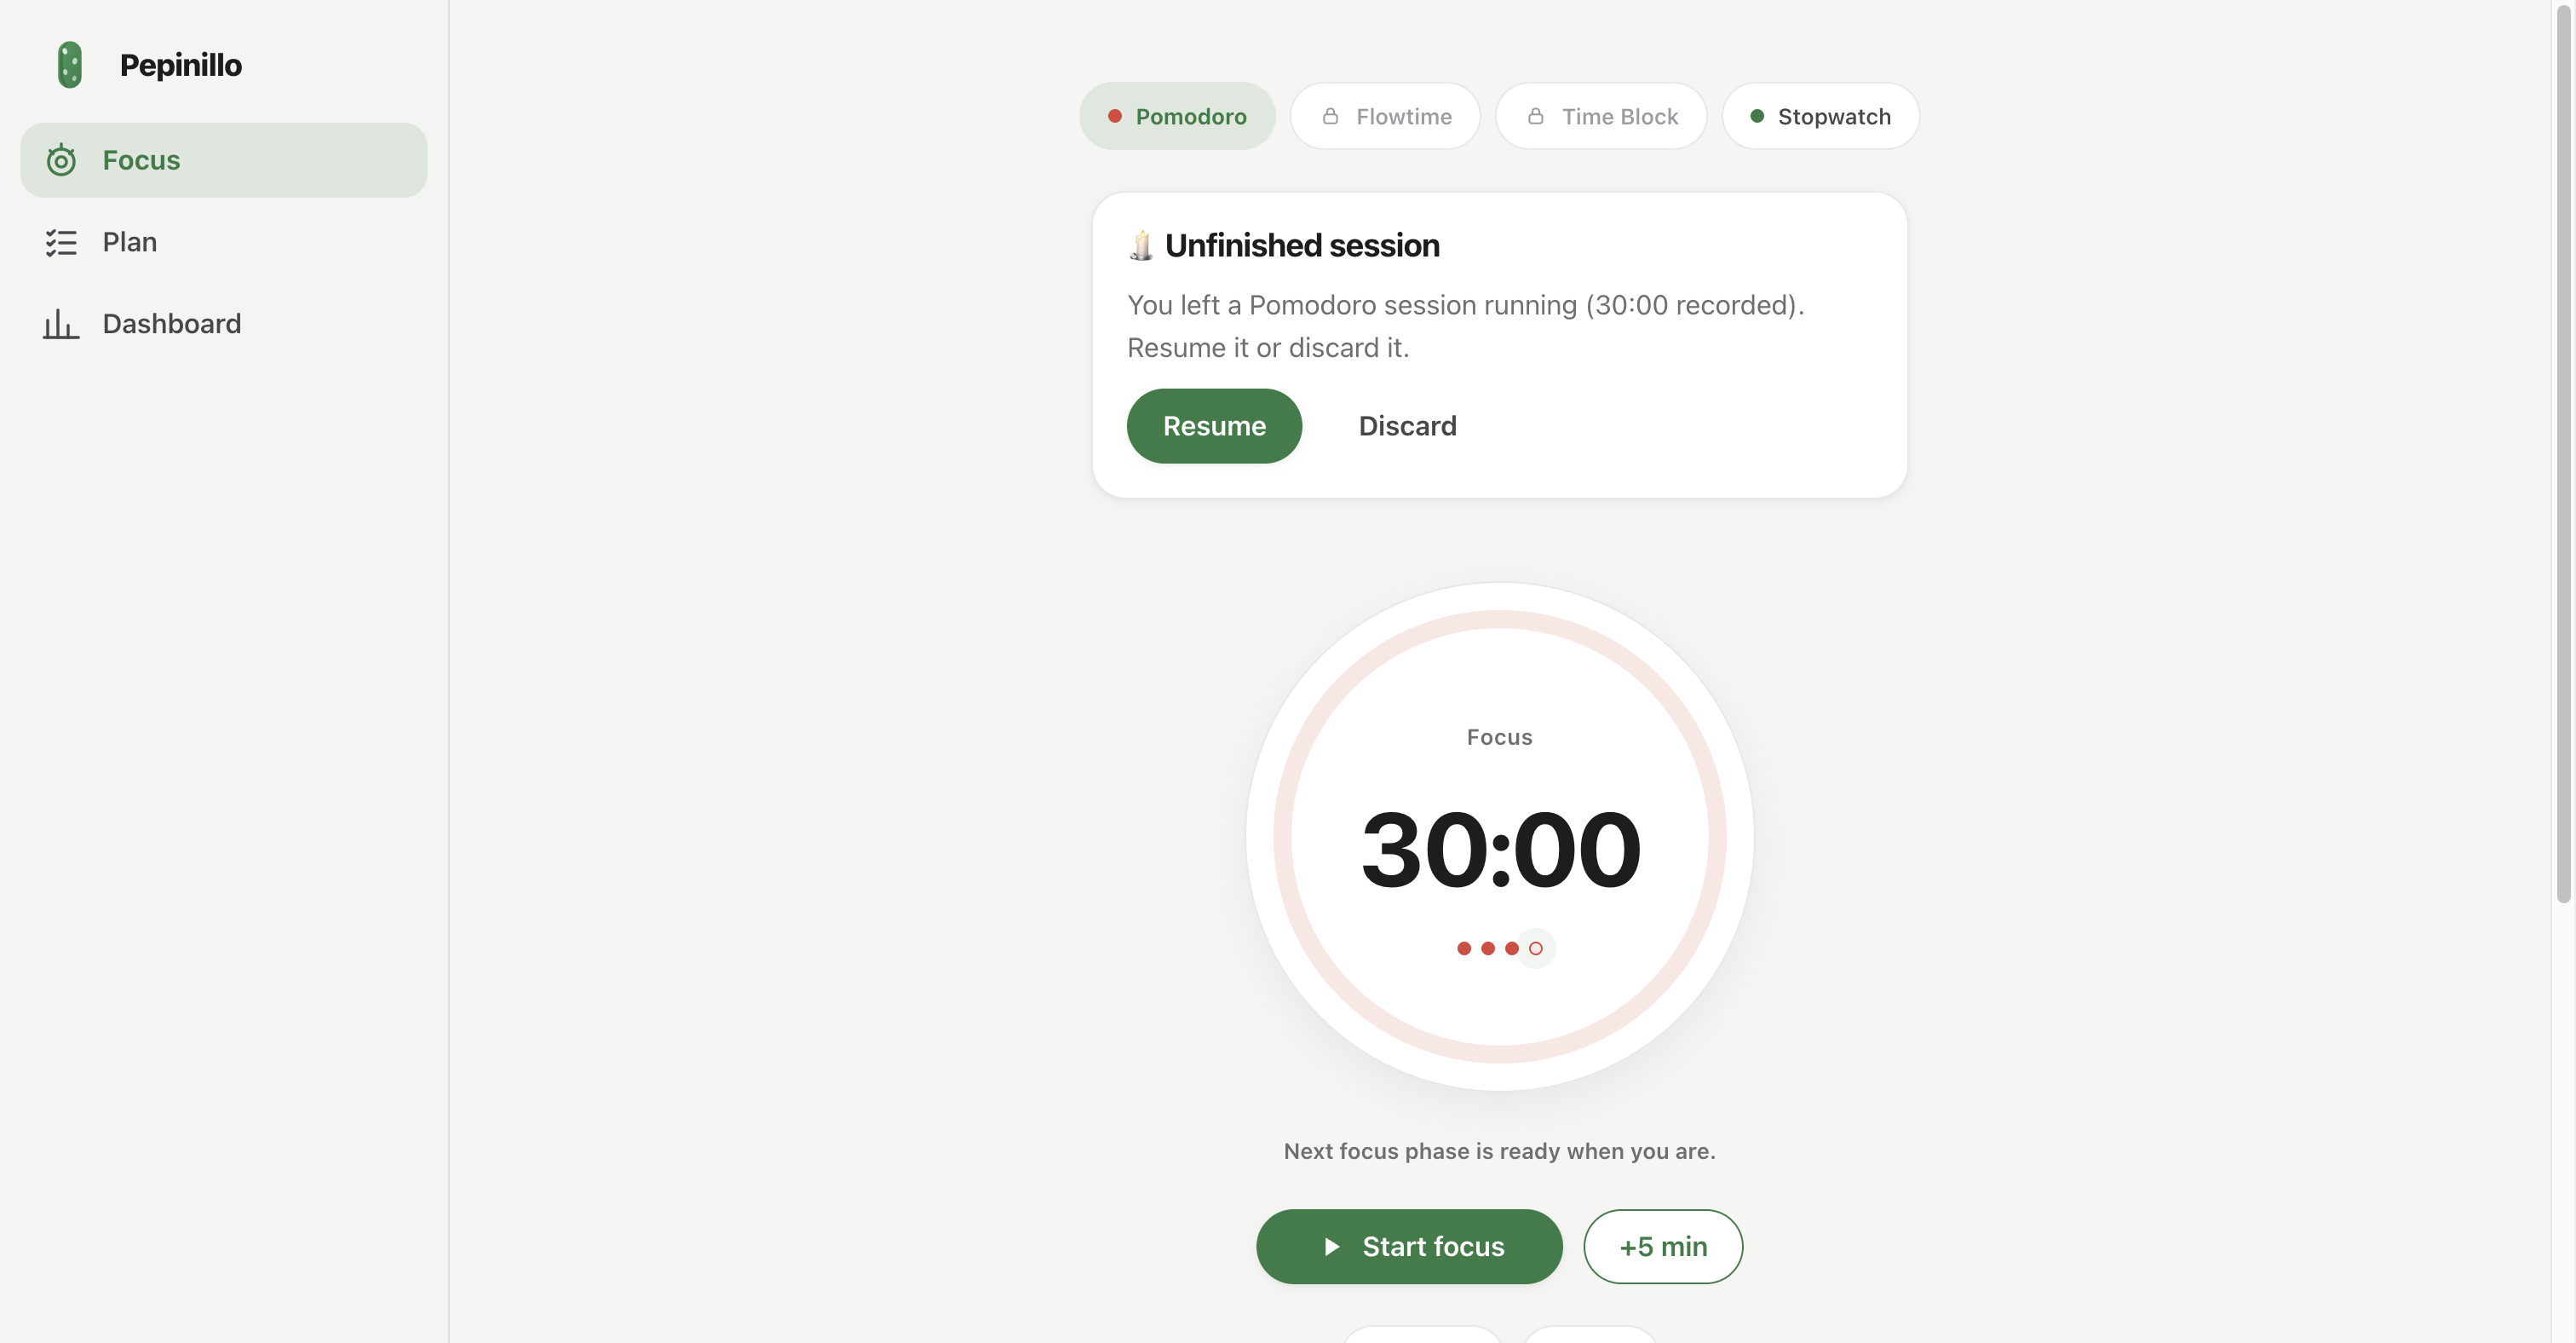 Pepinillo
Focus
Plan
Dashboard
Pomodoro
Flowtime
Time Block
Stopwatch
Unfinished session
You left a Pomodoro session running (30:00 recorded).
Resume it or discard it.
Resume
Discard
Focus
30:00
Next focus phase is ready when you are.
Start focus
+5 min